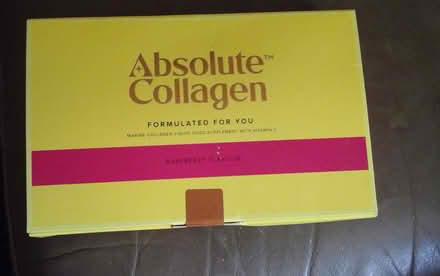 Absolute™
Collagen
FORMULATED FOR YOU
MARINE COLLAGEN LIQUID FOOD SUPPLEMENT WITH VITAMIN C
RASPBERRY FLAVOUR